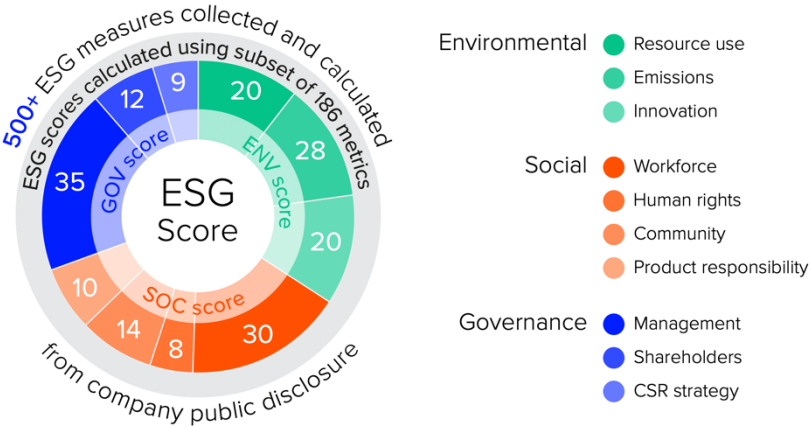 500+ ESG measures collected and calculated
ESG scores calculated using subset of 186 metrics
from company public disclosure
9
20
12
28
35
20
10
14
8
30
GOV score
ENV score
SOC score
ESG
Score
Environmental
Resource use
Emissions
Innovation
Social
Workforce
Human rights
Community
Product responsibility
Governance
Management
Shareholders
CSR strategy